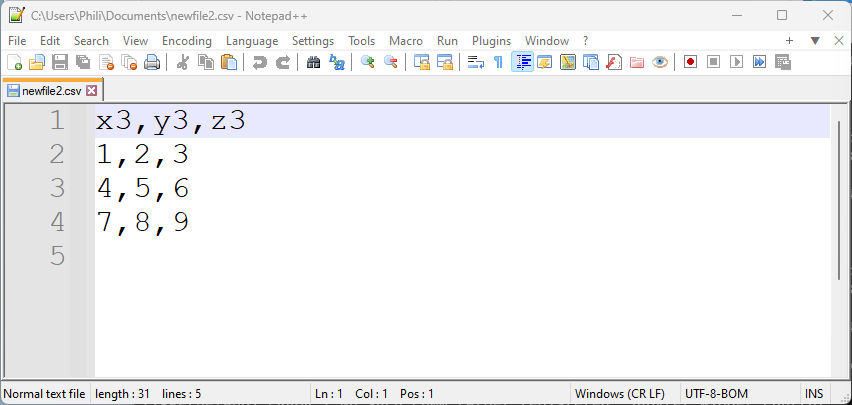 C:\Users\Phili\Documents\newfile2.csv - Notepad++
File Edit Search View Encoding Language Settings Tools Macro Run Plugins Window ? + ▼ ✕
newfile2.csv
1 x3,y3,z3
2 1,2,3
3 4,5,6
4 7,8,9
5
Normal text file length : 31 lines : 5 Ln : 1 Col : 1 Pos : 1 Windows (CR LF) UTF-8-BOM INS